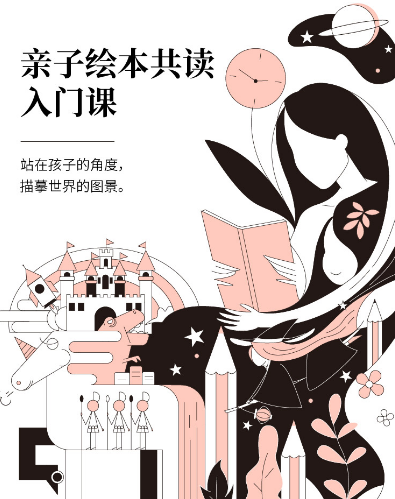 亲子绘本共读
入门课
站在孩子的角度，
描摹世界的图景。